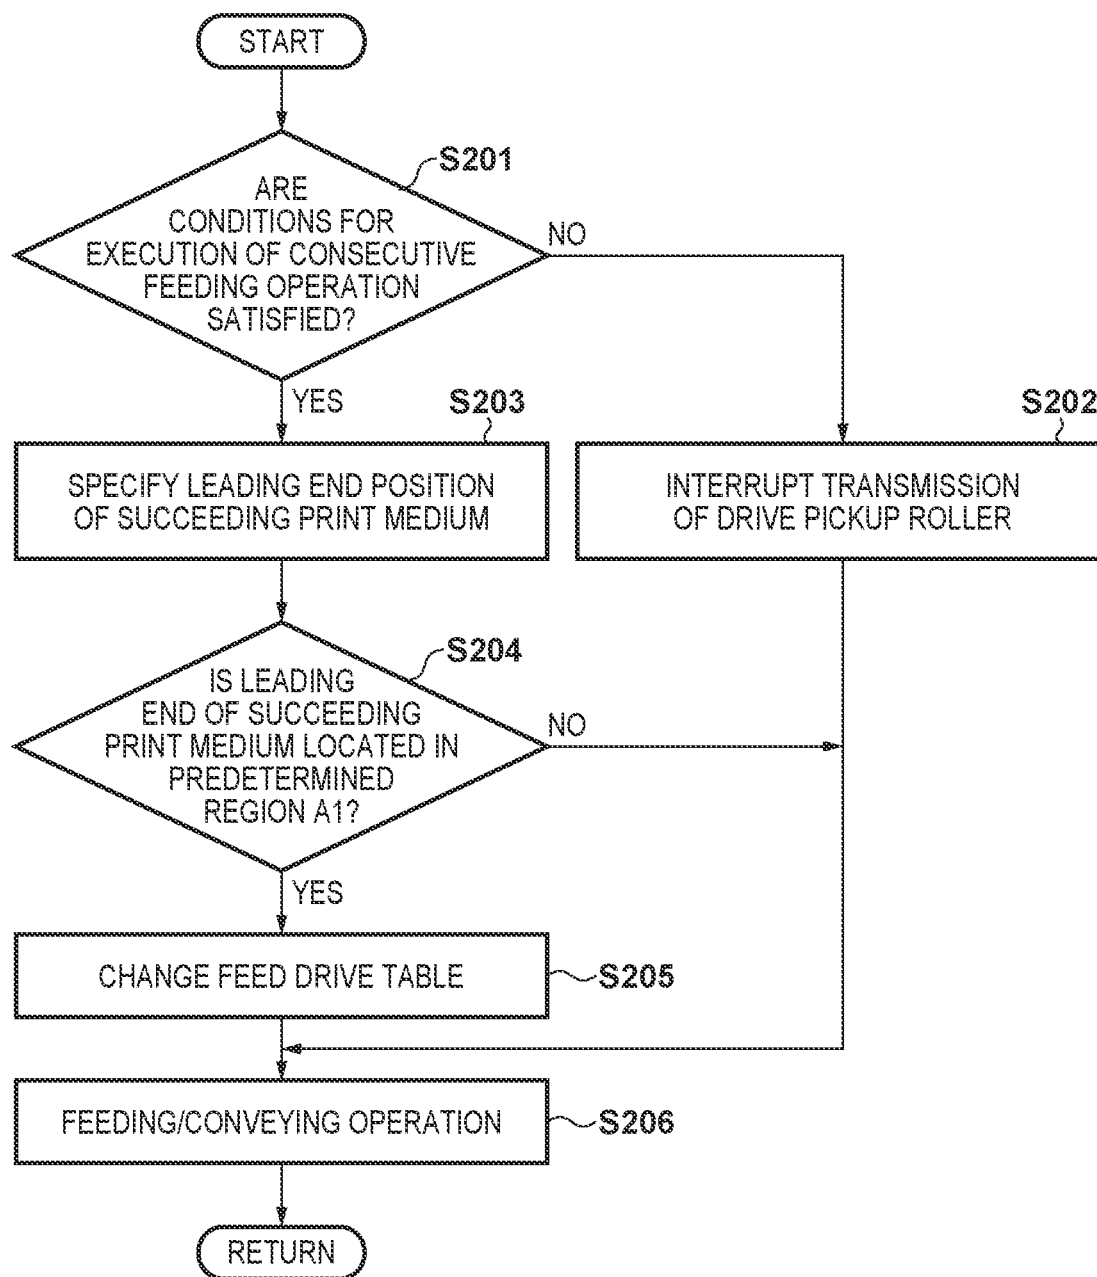 START
S201
ARE
CONDITIONS FOR
EXECUTION OF CONSECUTIVE
FEEDING OPERATION
SATISFIED?
NO
YES
S203
SPECIFY LEADING END POSITION
OF SUCCEEDING PRINT MEDIUM
S202
INTERRUPT TRANSMISSION
OF DRIVE PICKUP ROLLER
S204
IS LEADING
END OF SUCCEEDING
PRINT MEDIUM LOCATED IN
PREDETERMINED
REGION A1?
NO
YES
CHANGE FEED DRIVE TABLE
S205
FEEDING/CONVEYING OPERATION
S206
RETURN